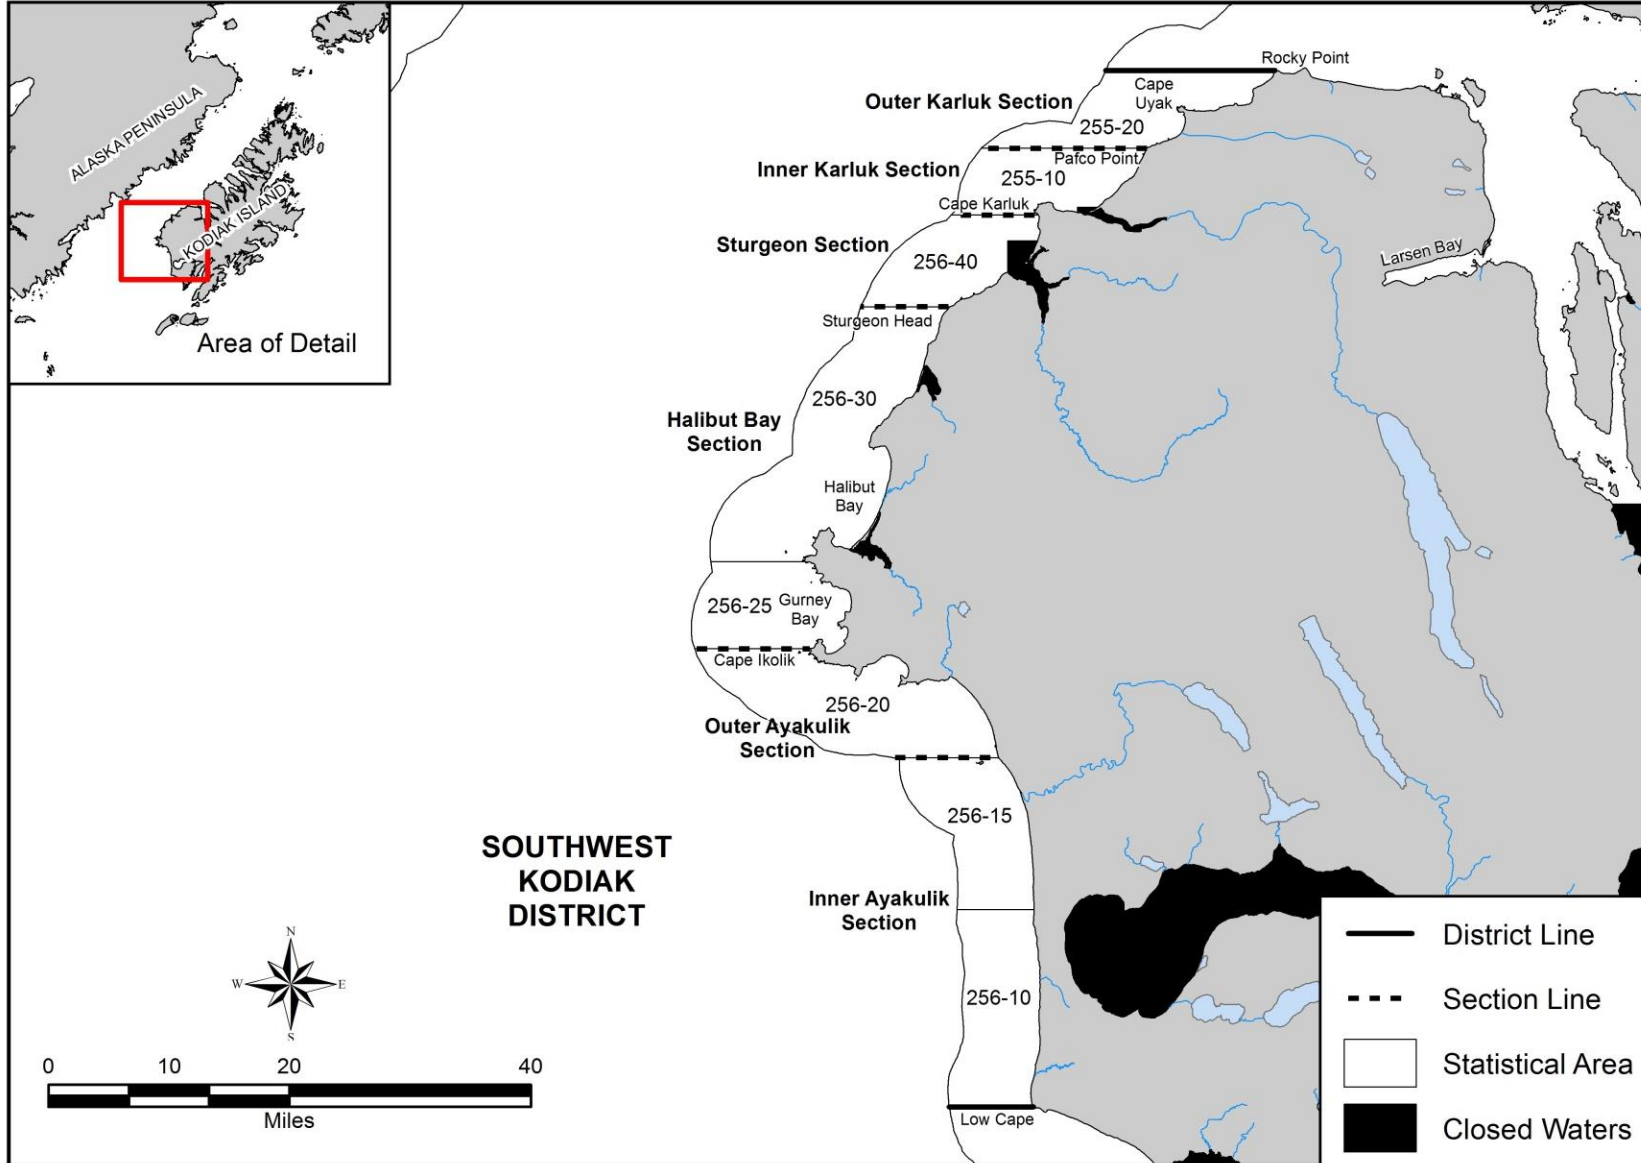 ALASKA PENINSULA
KODIAK ISLAND
Area of Detail
Rocky Point
Cape
Uyak
Outer Karluk Section
255-20
Pafco Point
Inner Karluk Section
255-10
Cape Karluk
Sturgeon Section
256-40
Larsen Bay
Sturgeon Head
256-30
Halibut Bay
Section
Halibut
Bay
256-25
Gurney
Bay
Cape Ikolik
256-20
Outer Ayakulik
Section
256-15
SOUTHWEST
KODIAK
DISTRICT
Inner Ayakulik
Section
256-10
N
W
E
S
0 10 20 40
Miles
Low Cape
District Line
Section Line
Statistical Area
Closed Waters